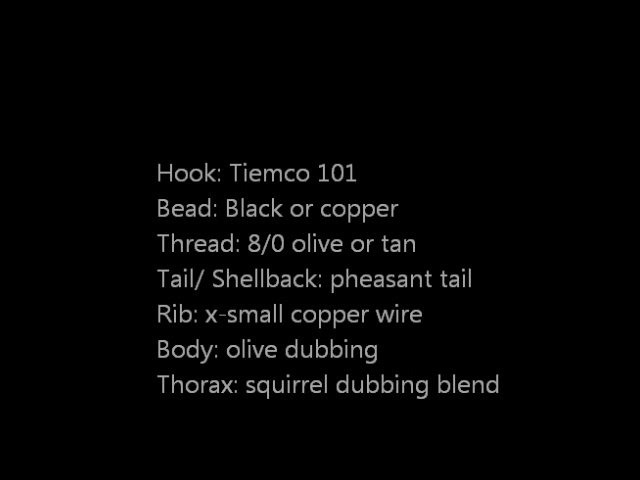 Hook: Tiemco 101
Bead: Black or copper
Thread: 8/0 olive or tan
Tail/ Shellback: pheasant tail
Rib: x-small copper wire
Body: olive dubbing
Thorax: squirrel dubbing blend